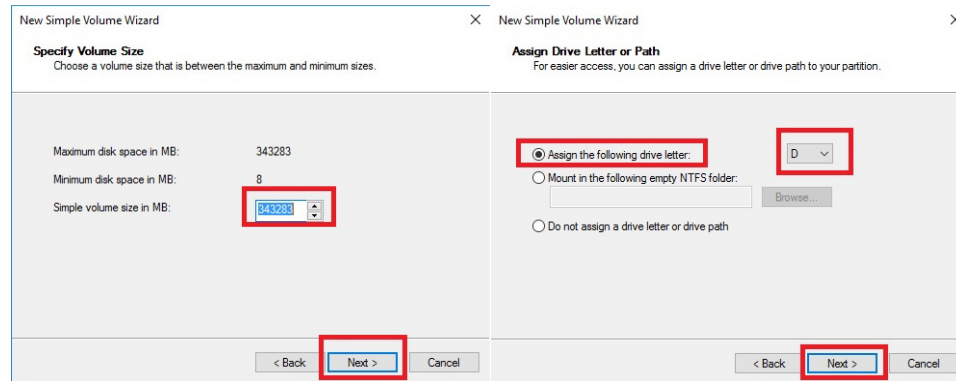 New Simple Volume Wizard
Specify Volume Size
Choose a volume size that is between the maximum and minimum sizes.
Maximum disk space in MB: 343283
Minimum disk space in MB: 8
Simple volume size in MB: 343283
< Back Next > Cancel
New Simple Volume Wizard
Assign Drive Letter or Path
For easier access, you can assign a drive letter or drive path to your partition.
Assign the following drive letter: D
Mount in the following empty NTFS folder:
Browse...
Do not assign a drive letter or drive path
< Back Next > Cancel